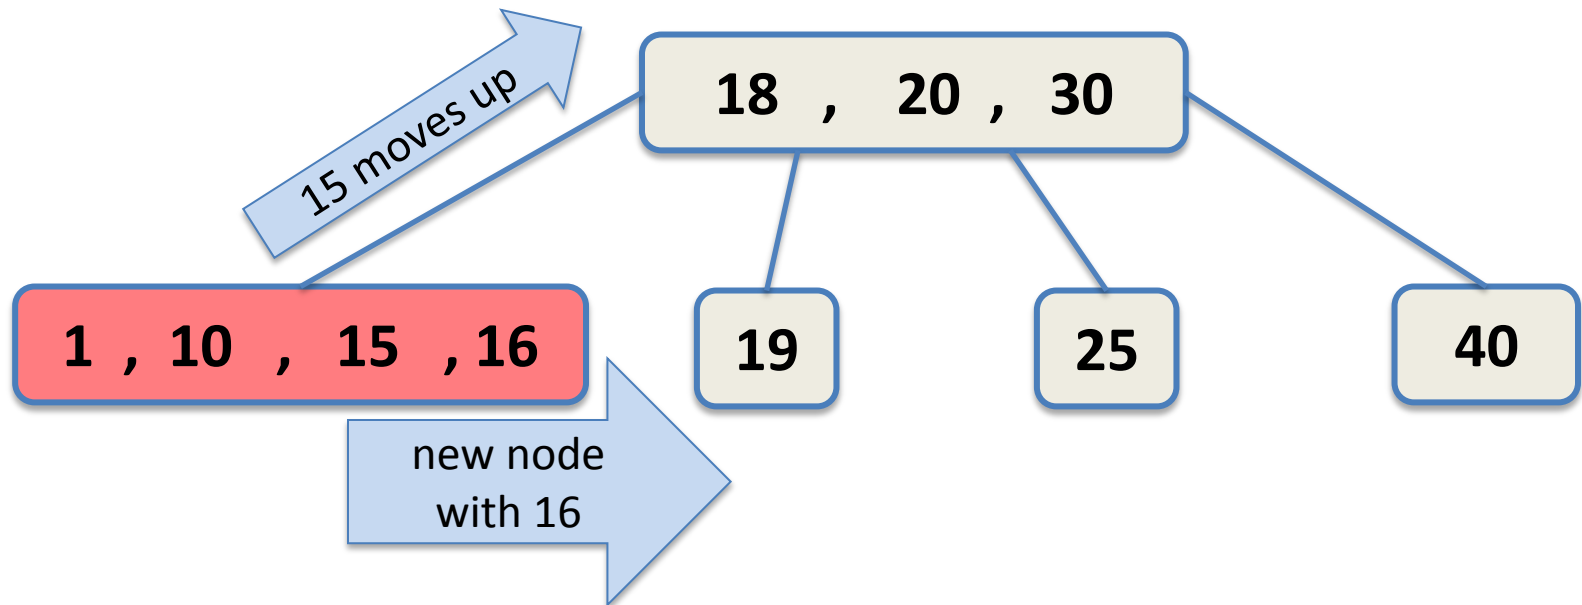 15 moves up
18 , 20 , 30
1 , 10 , 15 , 16
19
25
40
new node
with 16